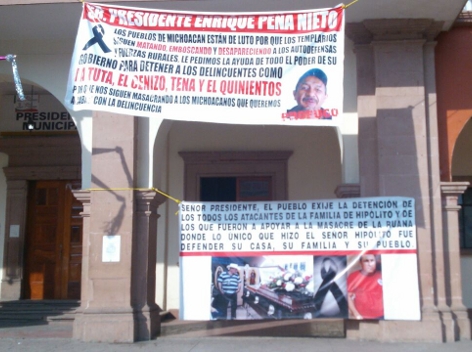 SR. PRESIDENTE ENRIQUE PEÑA NIETO
LOS PUEBLOS DE MICHOACAN ESTÁN DE LUTO POR QUE LOS TEMPLARIOS
SIGUEN MATANDO, EMBOSCANDO Y DESAPARECIENDO A LOS AUTODEFENSAS
Y FUERZAS RURALES. LE PEDIMOS LA AYUDA DE TODO EL PODER DE SU
GOBIERNO PARA DETENER A LOS DELINCUENTES COMO
LA TUTA, EL CENIZO, TENA Y EL QUINIENTOS
QUE NOS SIGUEN MASACRANDO A LOS MICHOACANOS QUE QUEREMOS
CON LA DELINCUENCIA
PRESIDEN
MUNICIPAL
SEÑOR PRESIDENTE, EL PUEBLO EXIJE LA DETENCIÓN DE
LOS TODOS LOS ATACANTES DE LA FAMILIA DE HIPOLITO Y DE
LOS QUE FUERON A APOYAR A LA MASACRE DE LA RUANA
DONDE LO UNICO QUE HIZO EL SEÑOR HIPOLITO FUE
DEFENDER SU CASA, SU FAMILIA Y SU PUEBLO.